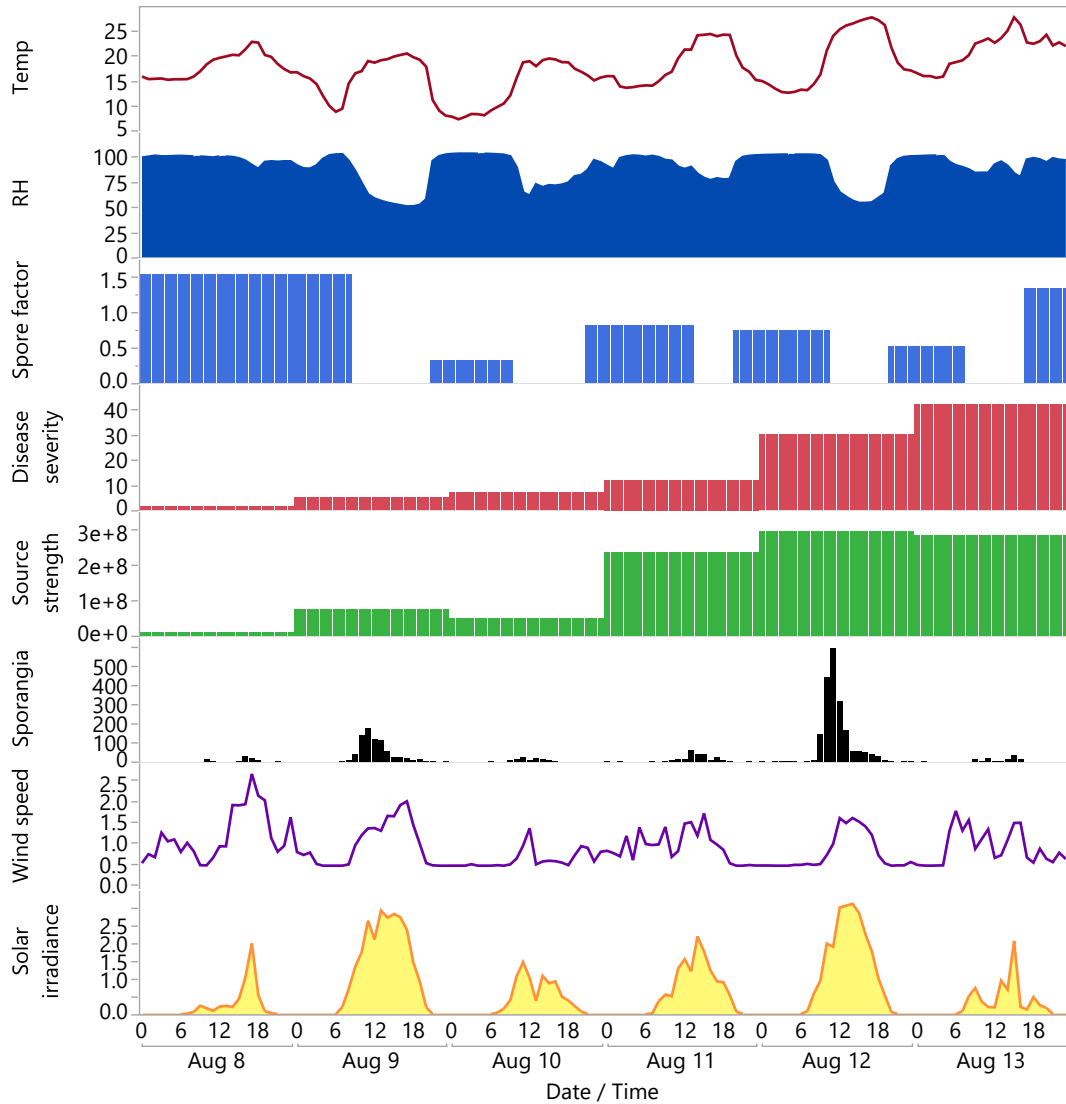 Temp
25
20
15
10
5
RH
100
75
50
25
0
Spore factor
1.5
1.0
0.5
0.0
Disease
severity
40
30
20
10
0
Source
strength
3e+8
2e+8
1e+8
0e+0
Sporangia
500
400
300
200
100
0
Wind speed
2.5
2.0
1.5
1.0
0.5
0.0
Solar
irradiance
2.5
2.0
1.5
1.0
0.0
0 6 12 18 0 6 12 18 0 6 12 18 0 6 12 18 0 6 12 18 0 6 12 18
Aug 8 Aug 9 Aug 10 Aug 11 Aug 12 Aug 13
Date / Time